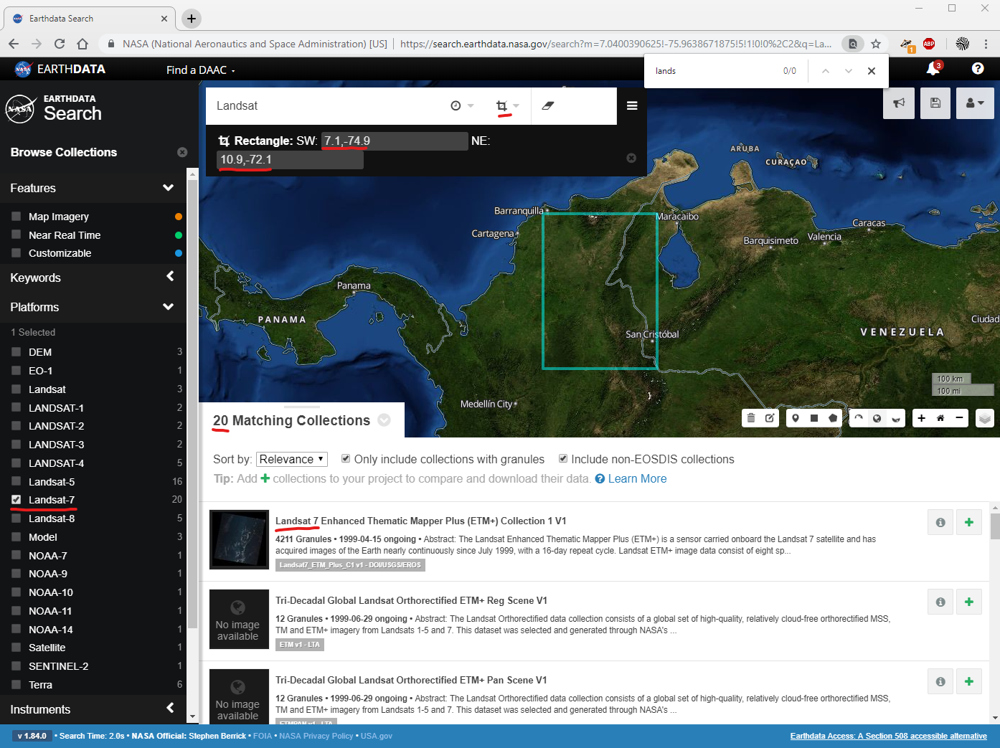 Earthdata Search
NASA (National Aeronautics and Space Administration) [US] | https://search.earthdata.nasa.gov/search?m=7.0400390625!-75.9638671875!5!1!0!0%2C2&q=La...
1
ABP
lands 0/0
NASA EARTHDATA Find a DAAC
3
?
NASA EARTHDATA
Search
Landsat
Rectangle: SW: 7.1,-74.9 NE:
10.9,-72.1
Browse Collections
Features
Map Imagery
Near Real Time
Customizable
Keywords
Platforms
1 Selected
DEM 3
EO-1 1
Landsat 3
LANDSAT-1 2
LANDSAT-2 2
LANDSAT-3 2
LANDSAT-4 5
Landsat-5 16
Landsat-7 20
Landsat-8 5
Model 3
NOAA-7 1
NOAA-9 1
NOAA-10 1
NOAA-11 1
NOAA-14 1
Satellite 1
SENTINEL-2 1
Terra 6
Instruments
ARUBA
CURAÇAO
Barranquilla
Maracaibo
Cartagena
Caracas
Valencia
Barquisimeto
Panama
PANAMA
Ciudad
San Cristóbal
VENEZUELA
Medellín City
100 km
100 mi
20 Matching Collections
Sort by: Relevance Only include collections with granules Include non-EOSDIS collections
Tip: Add + collections to your project to compare and download their data. ? Learn More
Landsat 7 Enhanced Thematic Mapper Plus (ETM+) Collection 1 V1
4211 Granules • 1999-04-15 ongoing • Abstract: The Landsat Enhanced Thematic Mapper Plus (ETM+) is a sensor carried onboard the Landsat 7 satellite and has
acquired images of the Earth nearly continuously since July 1999, with a 16-day repeat cycle. Landsat ETM+ image data consist of eight sp...
Landsat7_ETM_Plus_C1 v1 - DOI/USGS/EROS
No image
available
Tri-Decadal Global Landsat Orthorectified ETM+ Reg Scene V1
12 Granules • 1999-06-29 ongoing • Abstract: The Landsat Orthorectified data collection consists of a global set of high-quality, relatively cloud-free orthorectified MSS,
TM and ETM+ imagery from Landsats 1-5 and 7. This dataset was selected and generated through NASA's ...
ETM v1 - LTA
No image
available
Tri-Decadal Global Landsat Orthorectified ETM+ Pan Scene V1
12 Granules • 1999-06-29 ongoing • Abstract: The Landsat Orthorectified data collection consists of a global set of high-quality, relatively cloud-free orthorectified MSS,
TM and ETM+ imagery from Landsats 1-5 and 7. This dataset was selected and generated through NASA's ...
ETMPAN v1 - LTA
v 1.84.0 • Search Time: 2.0s • NASA Official: Stephen Berrick • FOIA • NASA Privacy Policy • USA.gov
Earthdata Access: A Section 508 accessible alternative